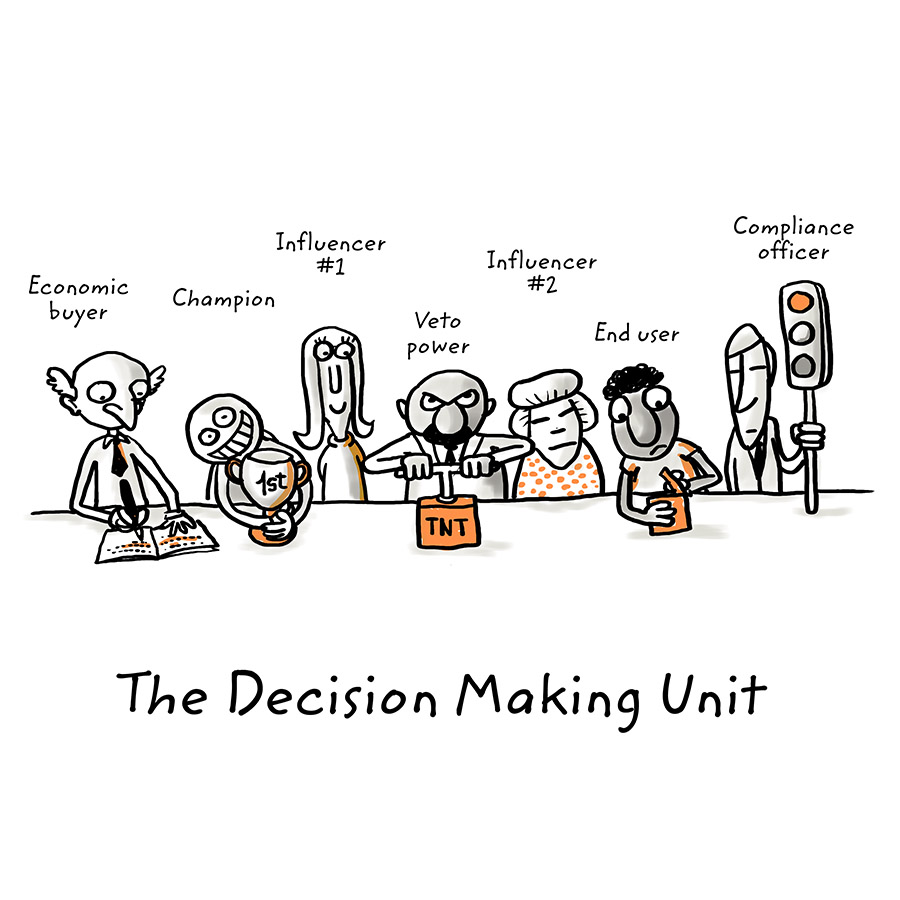 Economic
buyer
Champion
Influencer
#1
Veto
power
Influencer
#2
End user
Compliance
officer
1st
TNT
The Decision Making Unit